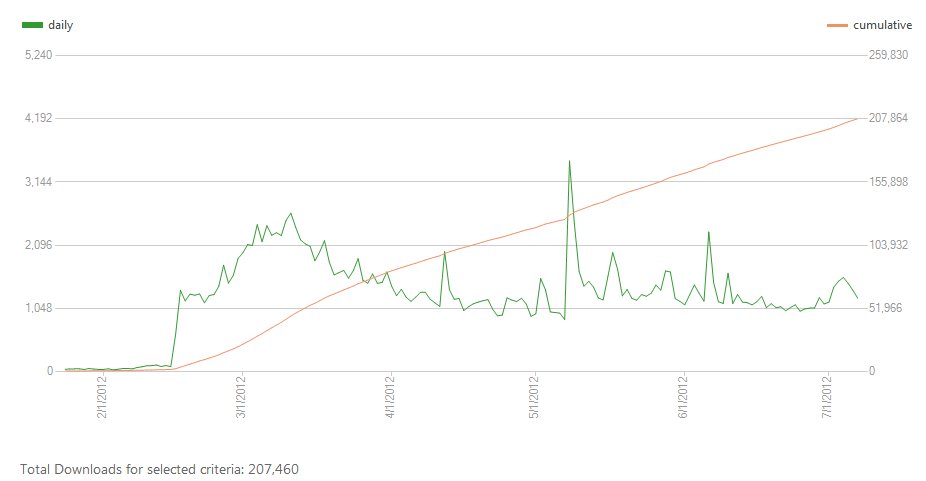 daily cumulative
5,240 259,830
4,192 207,864
3,144 155,898
2,096 103,932
1,048 51,966
0 0
2/1/2012 3/1/2012 4/1/2012 5/1/2012 6/1/2012 7/1/2012
Total Downloads for selected criteria: 207,460